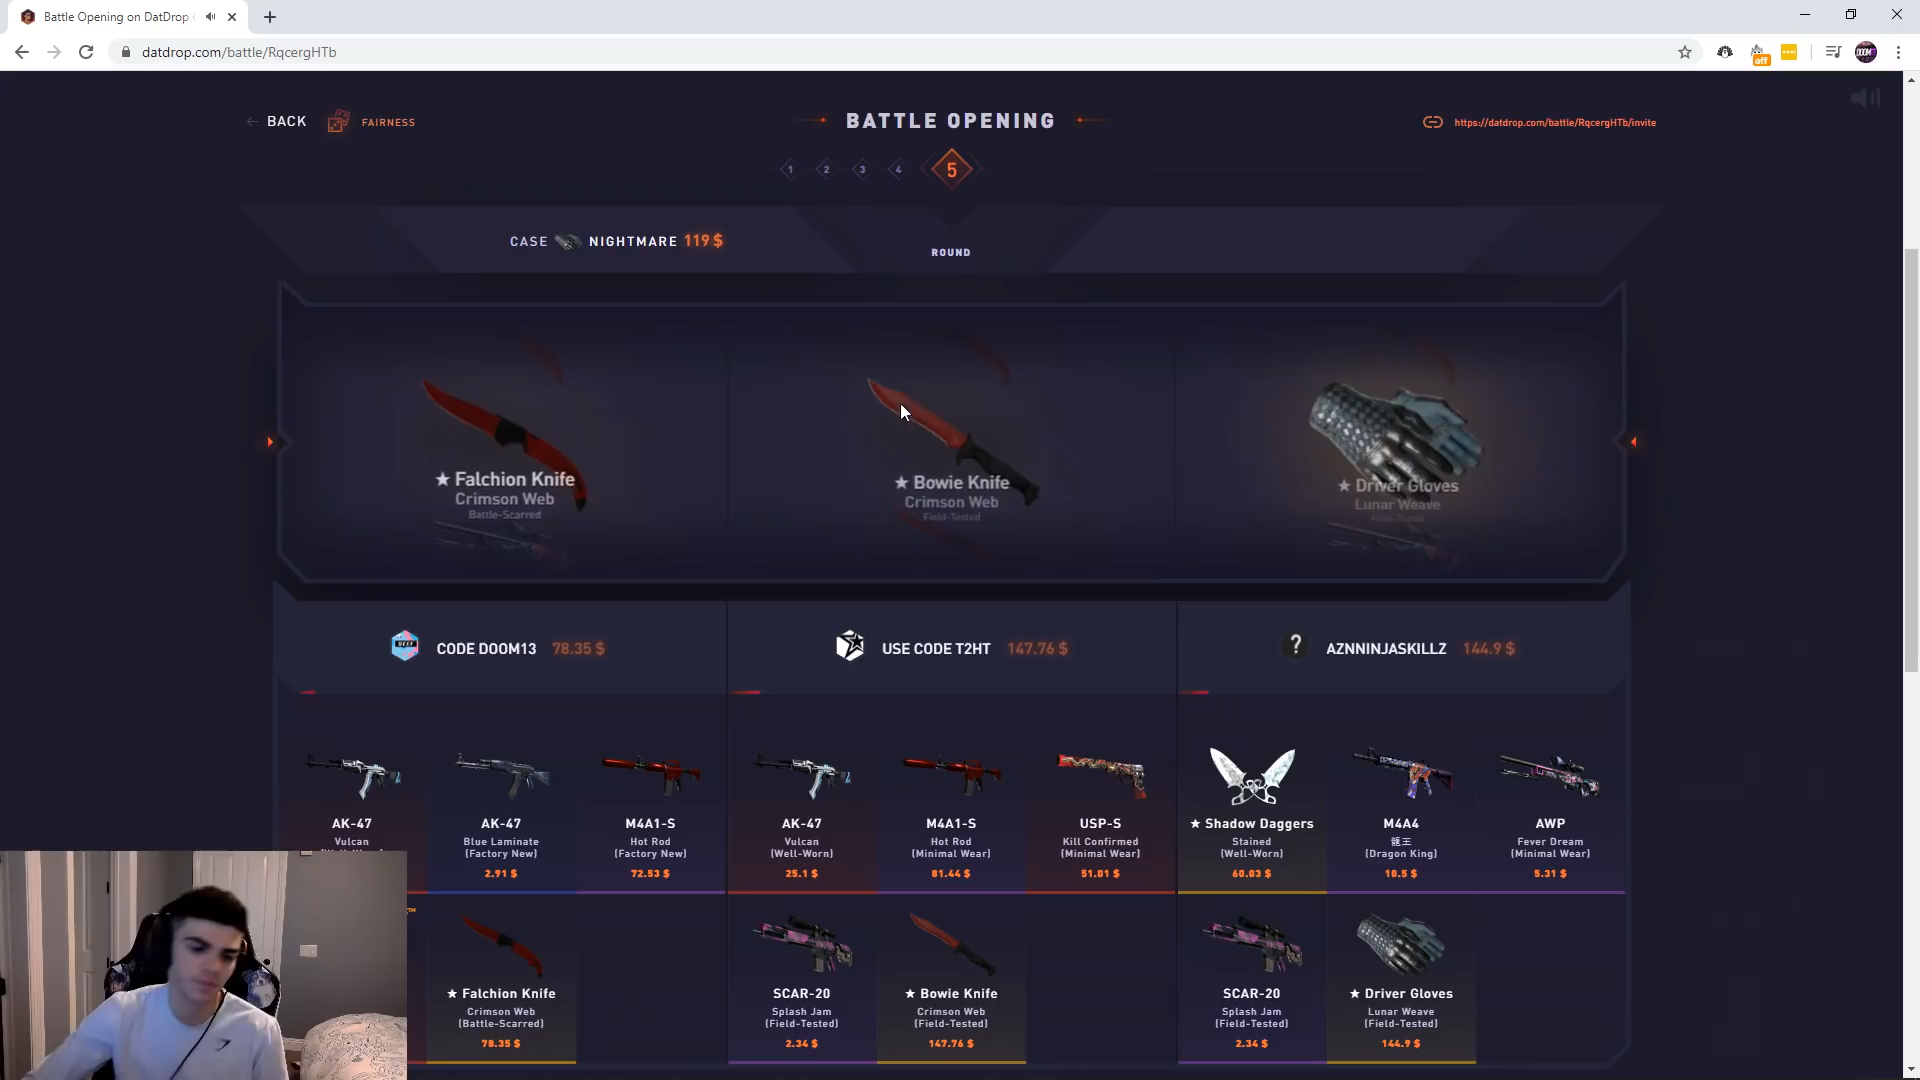 Battle Opening on DatDrop
datdrop.com/battle/RqcergHTb
off
DOOM
BACK
FAIRNESS
BATTLE OPENING
https://datdrop.com/battle/RqcergHTb/invite
1 2 3 4 5
CASE NIGHTMARE 119 $
ROUND
★ Falchion Knife
Crimson Web
Battle-Scarred
★ Bowie Knife
Crimson Web
Field-Tested
★ Driver Gloves
Lunar Weave
Field-Tested
CODE DOOM13 78.35 $
USE CODE T2HT 147.76 $
? AZNNINJASKILLZ 144.9 $
AK-47
Vulcan
AK-47
Blue Laminate
(Factory New)
2.91 $
M4A1-S
Hot Rod
(Factory New)
72.53 $
AK-47
Vulcan
(Well-Worn)
25.1 $
M4A1-S
Hot Rod
(Minimal Wear)
81.44 $
USP-S
Kill Confirmed
(Minimal Wear)
51.01 $
★ Shadow Daggers
Stained
(Well-Worn)
60.03 $
M4A4
龍王
(Dragon King)
10.5 $
AWP
Fever Dream
(Minimal Wear)
5.31 $
★ Falchion Knife
Crimson Web
(Battle-Scarred)
78.35 $
SCAR-20
Splash Jam
(Field-Tested)
2.34 $
★ Bowie Knife
Crimson Web
(Field-Tested)
147.76 $
SCAR-20
Splash Jam
(Field-Tested)
2.34 $
★ Driver Gloves
Lunar Weave
(Field-Tested)
144.9 $